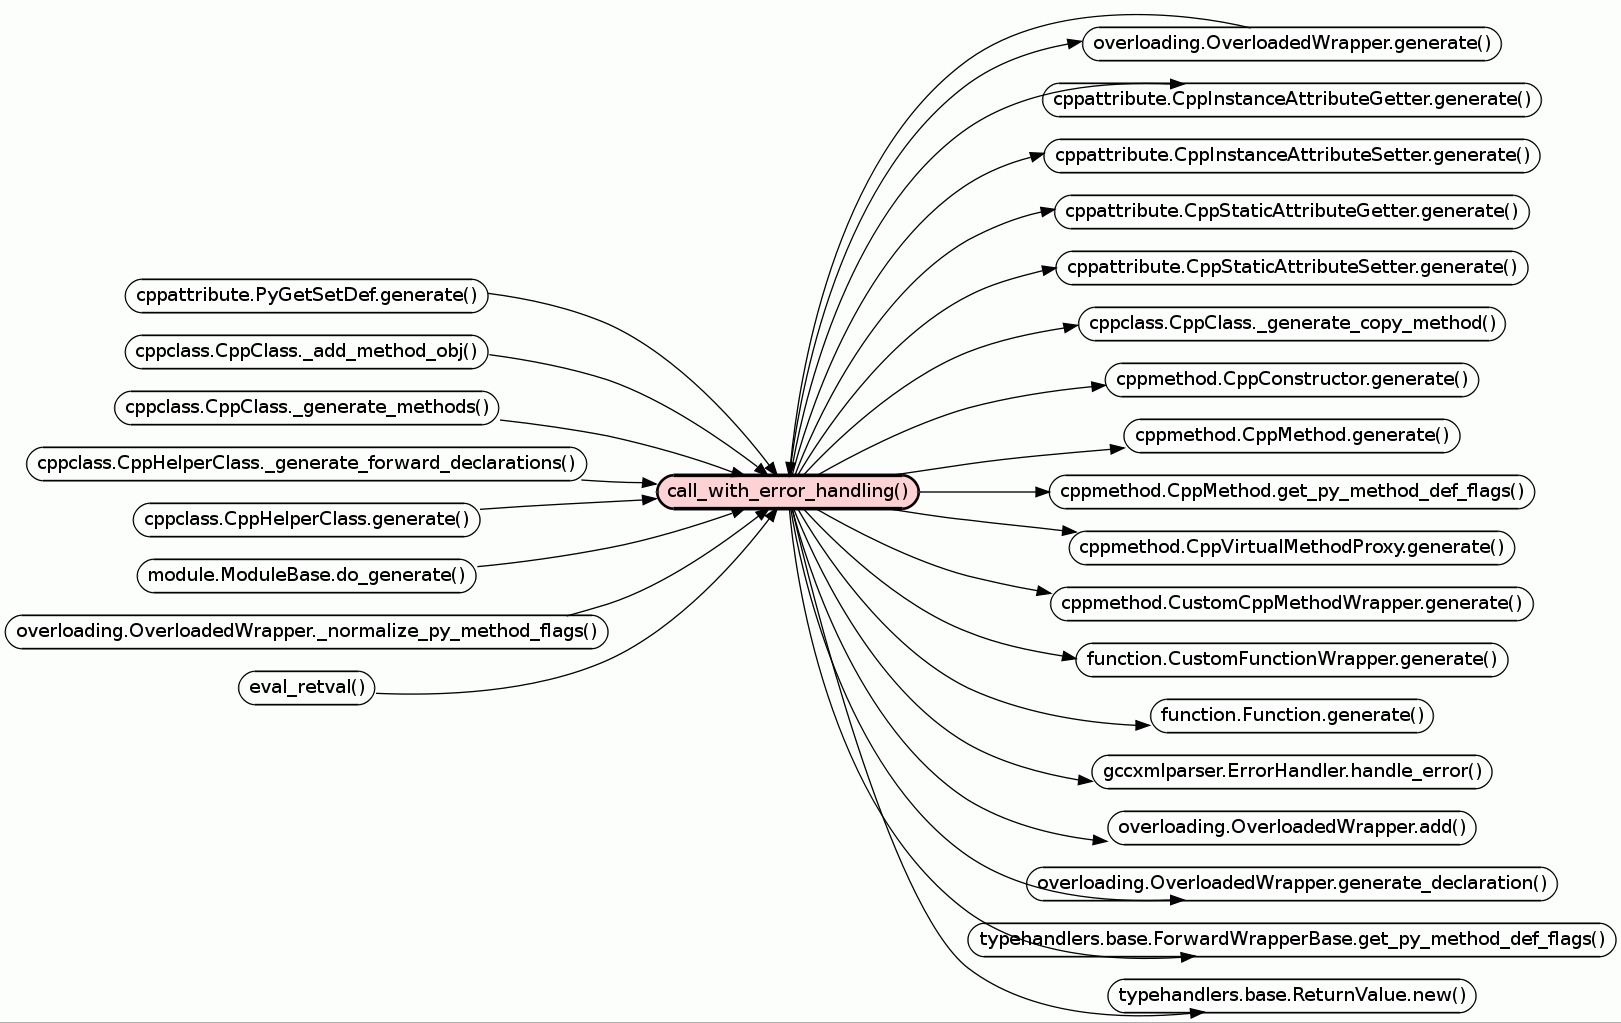 cppattribute.PyGetSetDef.generate()
cppclass.CppClass._add_method_obj()
cppclass.CppClass._generate_methods()
cppclass.CppHelperClass._generate_forward_declarations()
cppclass.CppHelperClass.generate()
module.ModuleBase.do_generate()
overloading.OverloadedWrapper._normalize_py_method_flags()
eval_retval()
call_with_error_handling()
overloading.OverloadedWrapper.generate()
cppattribute.CppInstanceAttributeGetter.generate()
cppattribute.CppInstanceAttributeSetter.generate()
cppattribute.CppStaticAttributeGetter.generate()
cppattribute.CppStaticAttributeSetter.generate()
cppclass.CppClass._generate_copy_method()
cppmethod.CppConstructor.generate()
cppmethod.CppMethod.generate()
cppmethod.CppMethod.get_py_method_def_flags()
cppmethod.CppVirtualMethodProxy.generate()
cppmethod.CustomCppMethodWrapper.generate()
function.CustomFunctionWrapper.generate()
function.Function.generate()
gccxmlparser.ErrorHandler.handle_error()
overloading.OverloadedWrapper.add()
overloading.OverloadedWrapper.generate_declaration()
typehandlers.base.ForwardWrapperBase.get_py_method_def_flags()
typehandlers.base.ReturnValue.new()